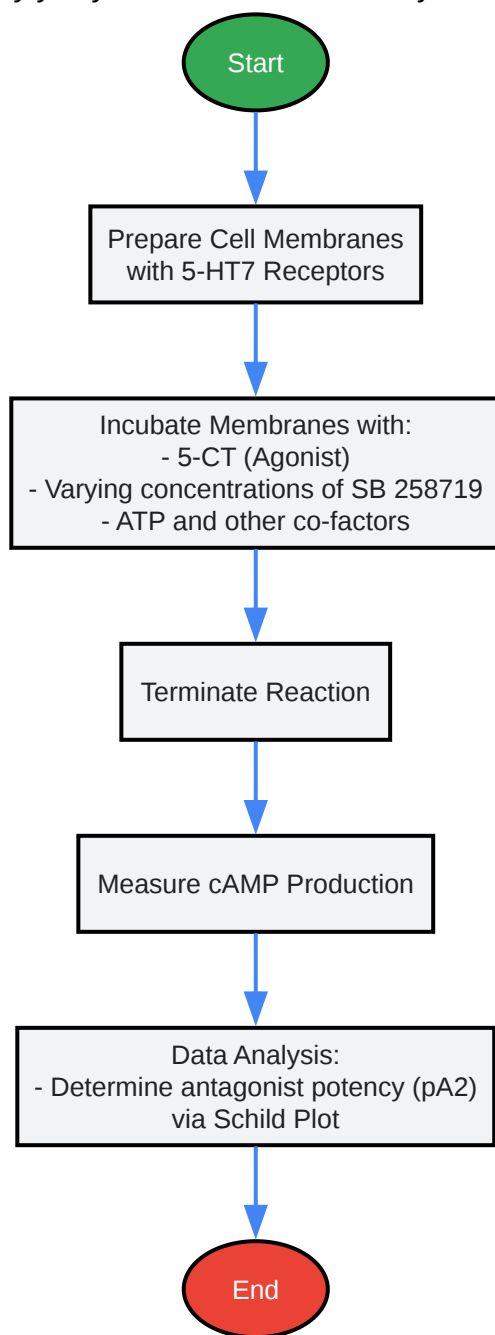 Start
Prepare Cell Membranes
with 5-HT7 Receptors
Incubate Membranes with:
- 5-CT (Agonist)
- Varying concentrations of SB 258719
- ATP and other co-factors
Terminate Reaction
Measure cAMP Production
Data Analysis:
- Determine antagonist potency (pA2)
via Schild Plot
End